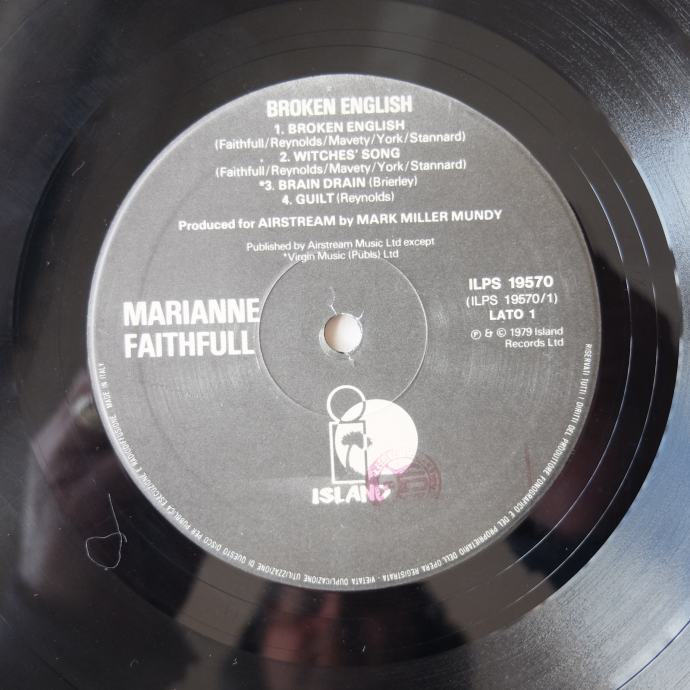 BROKEN ENGLISH
1. BROKEN ENGLISH
(Faithfull/Reynolds/Mavety/York/Stannard)
2. WITCHES' SONG
(Faithfull/Reynolds/Mavety/York/Stannard)
*3. BRAIN DRAIN (Brierley)
4. GUILT (Reynolds)
Produced for AIRSTREAM by MARK MILLER MUNDY
Published by Airstream Music Ltd except
*Virgin Music (Publs) Ltd
MARIANNE
FAITHFULL
ILPS 19570
(ILPS 19570/1)
LATO 1
℗ & © 1979 Island
Records Ltd
ISLAND
RISERVATI TUTTI I DIRITTI DEL PRODUTTORE FONOGRAFICO E DEL PROPRIETARIO DELL'OPERA REGISTRATA - VIETATA DUPLICAZIONE UTILIZZAZIONE DI QUESTO DISCO PER PUBBLICA ESECUZIONE E RADIODIFFUSIONE MADE IN ITALY